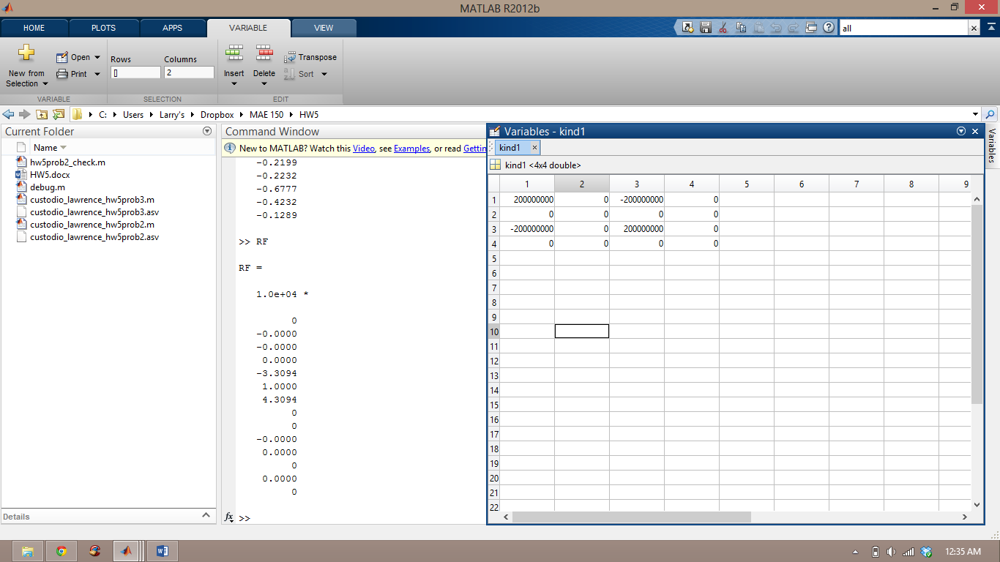 MATLAB R2012b
HOME PLOTS APPS VARIABLE VIEW
all
New from Selection
Open
Print
Rows
[]
Columns
2
Insert
Delete
Transpose
Sort
VARIABLE SELECTION EDIT
C: Users Larry's Dropbox MAE 150 HW5
Current Folder
Name
hw5prob2_check.m
HW5.docx
debug.m
custodio_lawrence_hw5prob3.m
custodio_lawrence_hw5prob3.asv
custodio_lawrence_hw5prob2.m
custodio_lawrence_hw5prob2.asv
Details
Command Window
New to MATLAB? Watch this Video, see Examples, or read Gettin
-0.2199
-0.2232
-0.6777
-0.4232
-0.1289
>> RF
RF =
1.0e+04 *
0
-0.0000
-0.0000
0.0000
-3.3094
1.0000
4.3094
0
0
-0.0000
0.0000
0
0.0000
0
fx >>
Variables - kind1
kind1
kind1 <4x4 double>
1 2 3 4 5 6 7 8 9
1 200000000 0 -200000000 0
2 0 0 0 0
3 -200000000 0 200000000 0
4 0 0 0 0
5
6
7
8
9
10
11
12
13
14
15
16
17
18
19
20
21
22
Variables
12:35 AM